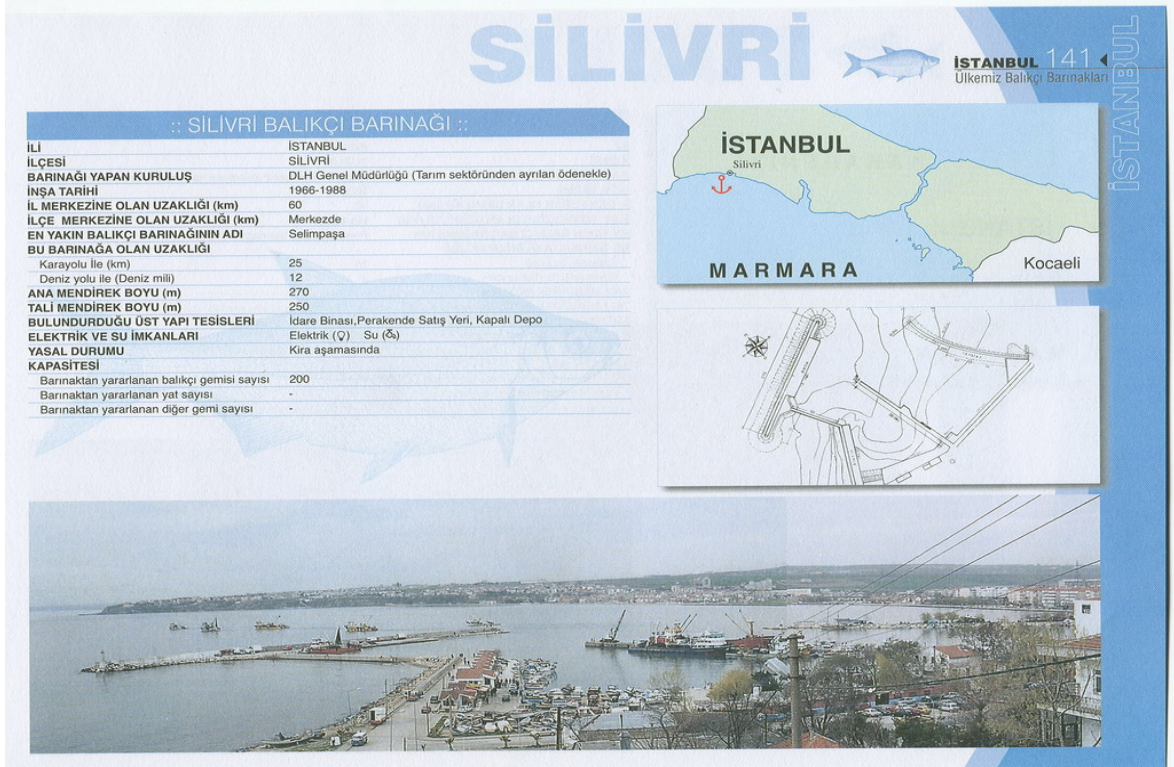 SİLİVRİ
İSTANBUL 141
Ülkemiz Balıkçı Barınakları
İSTANBUL
:: SİLİVRİ BALIKÇI BARINAĞI ::
İLİ İSTANBUL
İLÇESİ SİLİVRİ
BARINAĞI YAPAN KURULUŞ DLH Genel Müdürlüğü (Tarım sektöründen ayrılan ödenekle)
İNŞA TARİHİ 1966-1988
İL MERKEZİNE OLAN UZAKLIĞI (km) 60
İLÇE MERKEZİNE OLAN UZAKLIĞI (km) Merkezde
EN YAKIN BALIKÇI BARINAĞININ ADI Selimpaşa
BU BARINAĞA OLAN UZAKLIĞI
Karayolu İle (km) 25
Deniz yolu ile (Deniz mili) 12
ANA MENDİREK BOYU (m) 270
TALİ MENDİREK BOYU (m) 250
BULUNDURDUĞU ÜST YAPI TESİSLERİ İdare Binası,Perakende Satış Yeri, Kapalı Depo
ELEKTRİK VE SU İMKANLARI Elektrik ( ) Su ( )
YASAL DURUMU Kira aşamasında
KAPASİTESİ
Barınaktan yararlanan balıkçı gemisi sayısı 200
Barınaktan yararlanan yat sayısı -
Barınaktan yararlanan diğer gemi sayısı -
İSTANBUL
Silivri
MARMARA
Kocaeli